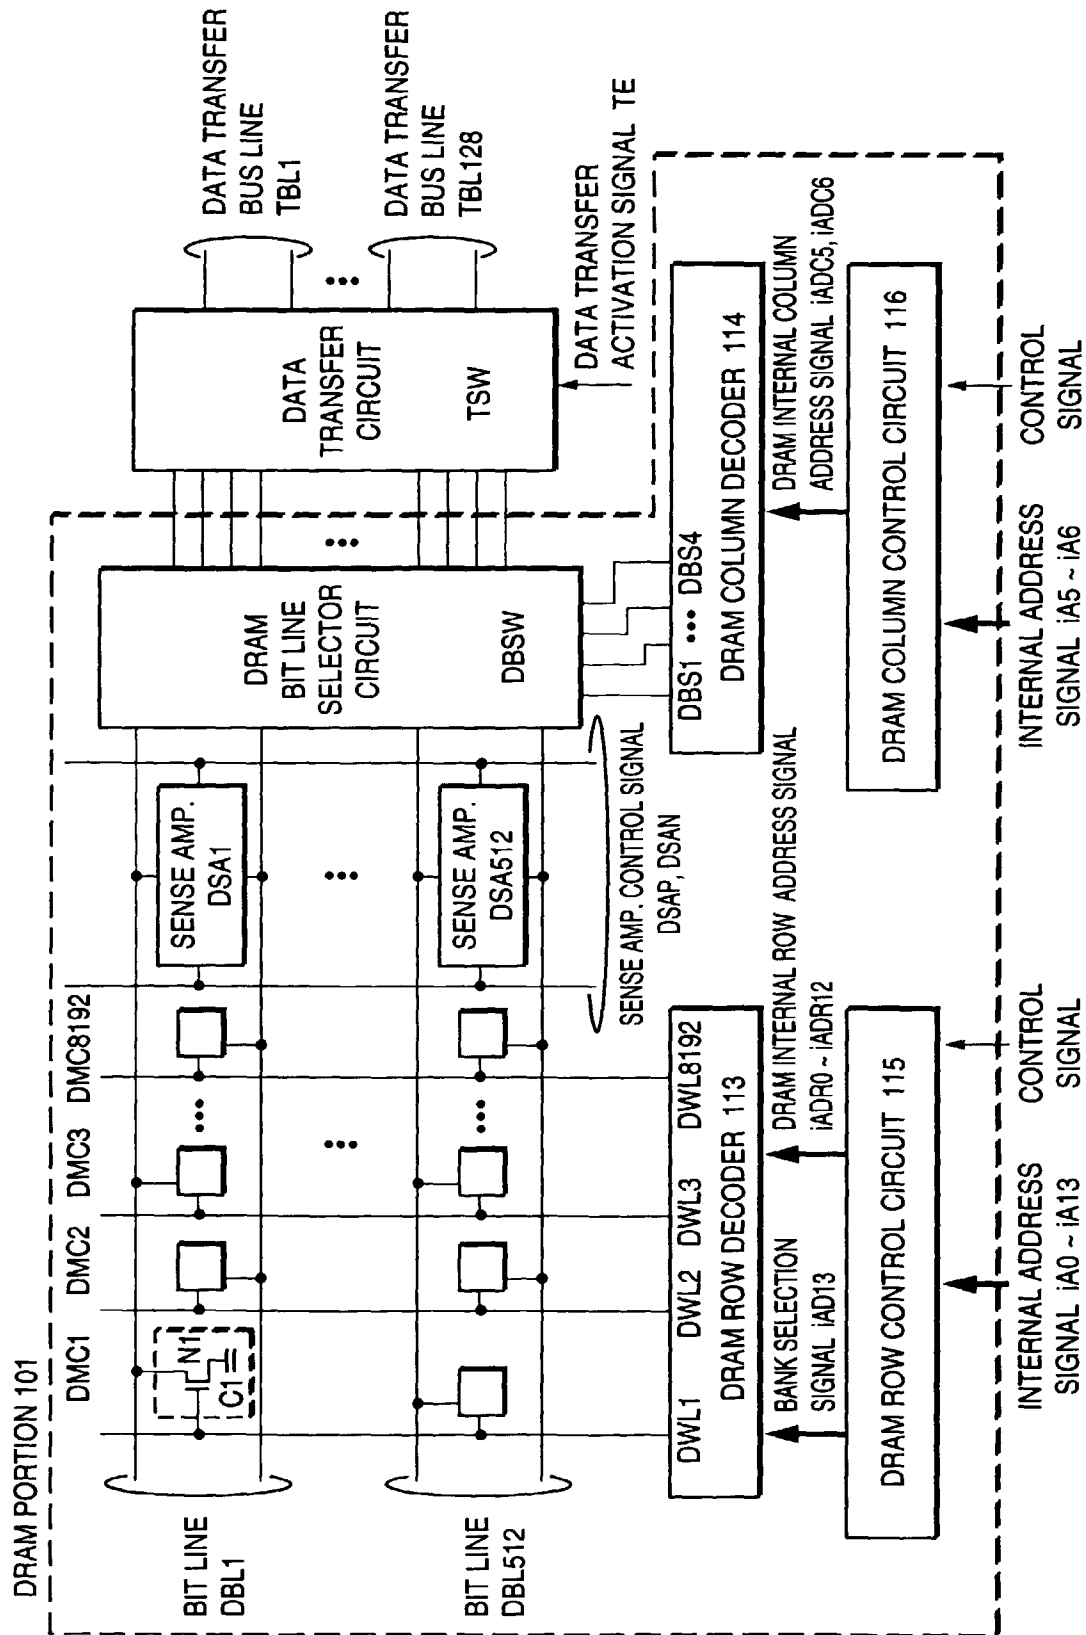 DRAM PORTION 101
DMC1
DMC2
DMC3
DMC8192
N1
C1
BIT LINE
DBL1
BIT LINE
DBL512
SENSE AMP.
DSA1
SENSE AMP.
DSA512
SENSE AMP. CONTROL SIGNAL
DSAP, DSAN
DRAM
BIT LINE
SELECTOR
CIRCUIT
DBSW
DATA
TRANSFER
CIRCUIT
TSW
DATA TRANSFER
BUS LINE
TBL1
DATA TRANSFER
BUS LINE
TBL128
DATA TRANSFER
ACTIVATION SIGNAL TE
DWL1 DWL2 DWL3 DWL8192
DRAM ROW DECODER 113
BANK SELECTION
SIGNAL iAD13
DRAM INTERNAL ROW ADDRESS SIGNAL
iADR0 ~ iADR12
DRAM ROW CONTROL CIRCUIT 115
INTERNAL ADDRESS
SIGNAL iA0 ~ iA13
CONTROL
SIGNAL
DBS1 ••• DBS4
DRAM COLUMN DECODER 114
DRAM INTERNAL COLUMN
ADDRESS SIGNAL iADC5, iADC6
DRAM COLUMN CONTROL CIRCUIT 116
INTERNAL ADDRESS
SIGNAL iA5 ~ iA6
CONTROL
SIGNAL